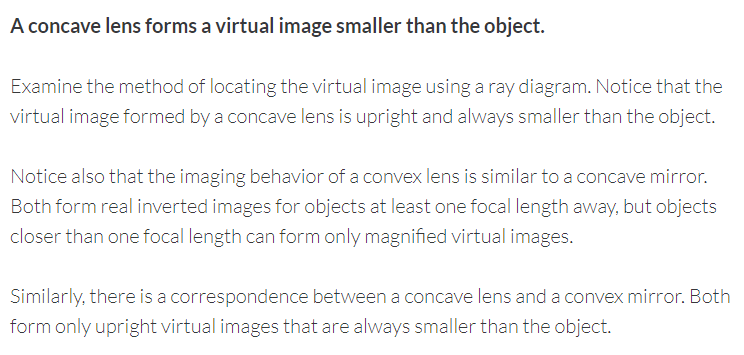 A concave lens forms a virtual image smaller than the object.
Examine the method of locating the virtual image using a ray diagram. Notice that the
virtual image formed by a concave lens is upright and always smaller than the object.
Notice also that the imaging behavior of a convex lens is similar to a concave mirror.
Both form real inverted images for objects at least one focal length away, but objects
closer than one focal length can form only magnified virtual images.
Similarly, there is a correspondence between a concave lens and a convex mirror. Both
form only upright virtual images that are always smaller than the object.